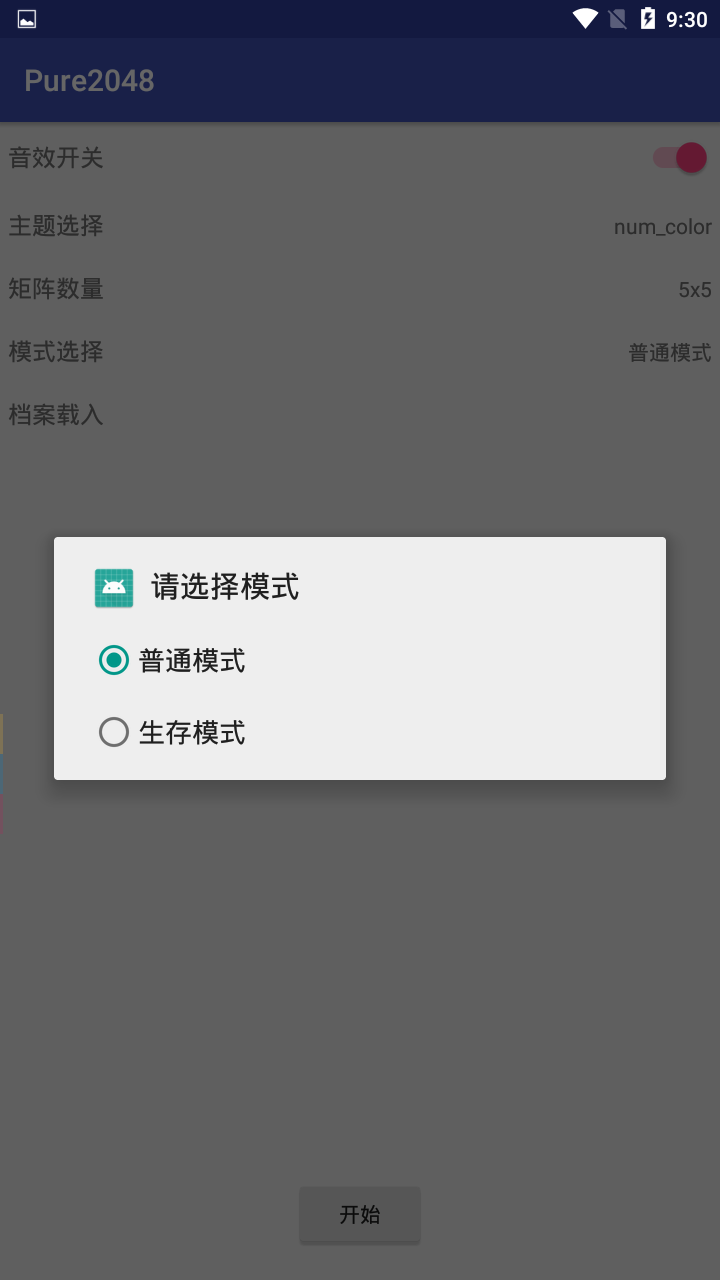 9:30
Pure2048
音效开关
主题选择 num_color
矩阵数量 5x5
模式选择 普通模式
档案载入
请选择模式
普通模式
生存模式
开始